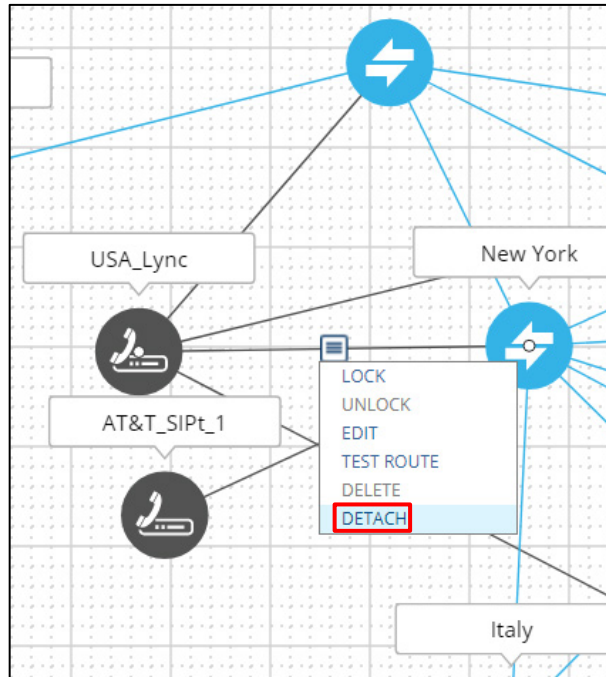 USA_Lync
New York
LOCK
UNLOCK
EDIT
TEST ROUTE
DELETE
DETACH
AT&T_SIPt_1
Italy